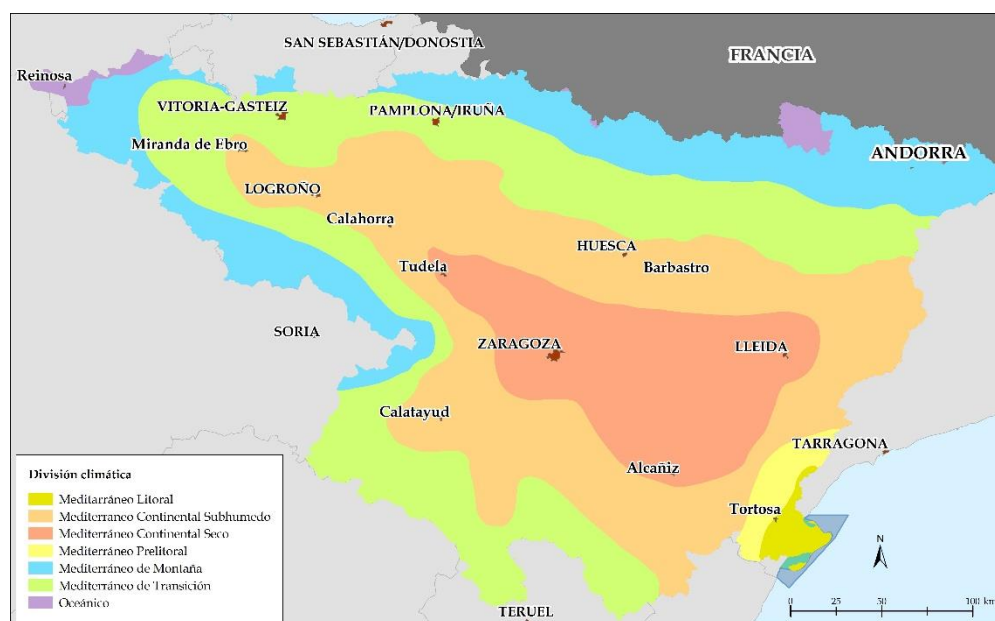 SAN SEBASTIÁN/DONOSTIA
FRANCIA
Reinosa
VITORIA-GASTEIZ
PAMPLONA/IRUÑA
ANDORRA
Miranda de Ebro
LOGROÑO
Calahorra
HUESCA
Barbastro
Tudela
SORIA
ZARAGOZA
LLEIDA
Calatayud
TARRAGONA
Alcañiz
Tortosa
TERUEL
División climática
Meditarráneo Litoral
Mediterraneo Continental Subhumedo
Mediterráneo Continental Seco
Mediterráneo Prelitoral
Mediterráneo de Montaña
Mediterráneo de Transición
Oceánico
N
0 25 50 100 km